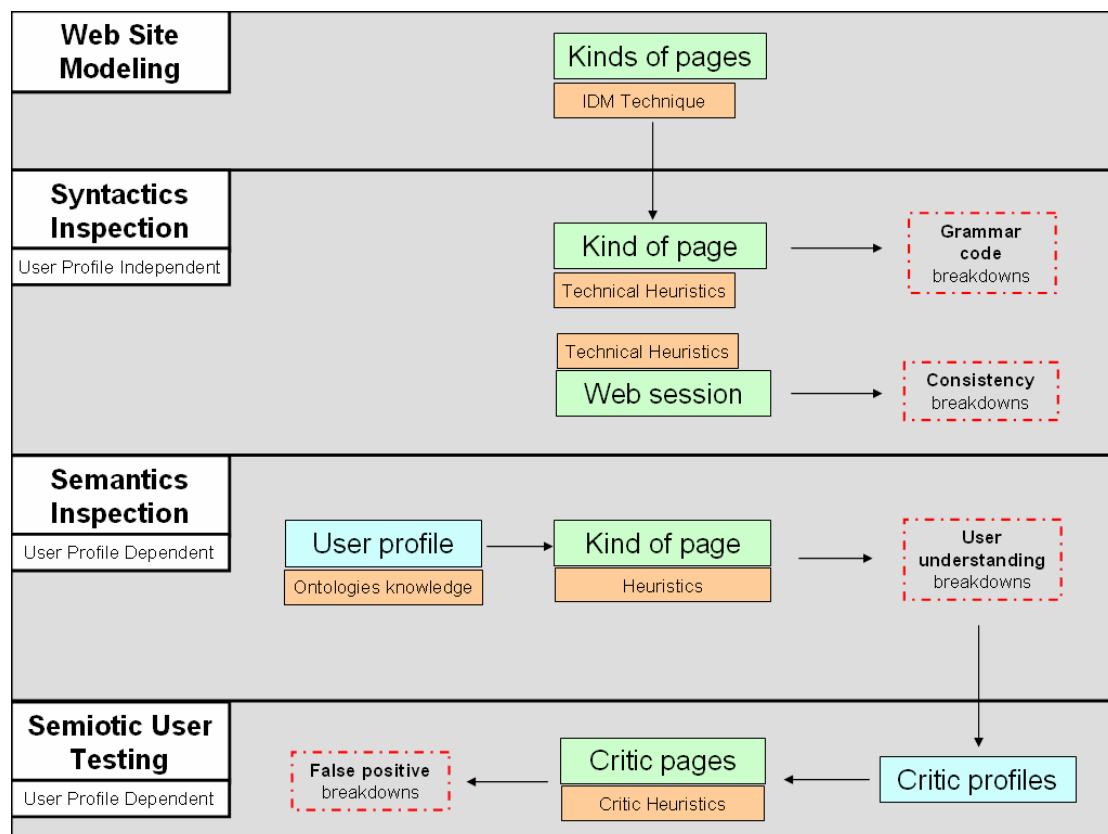 Web Site
Modeling
Kinds of pages
IDM Technique
Syntactics
Inspection
User Profile Independent
Kind of page
Technical Heuristics
Grammar
code
breakdowns
Technical Heuristics
Web session
Consistency
breakdowns
Semantics
Inspection
User Profile Dependent
User profile
Ontologies knowledge
Kind of page
Heuristics
User
understanding
breakdowns
Semiotic User
Testing
User Profile Dependent
False positive
breakdowns
Critic pages
Critic Heuristics
Critic profiles